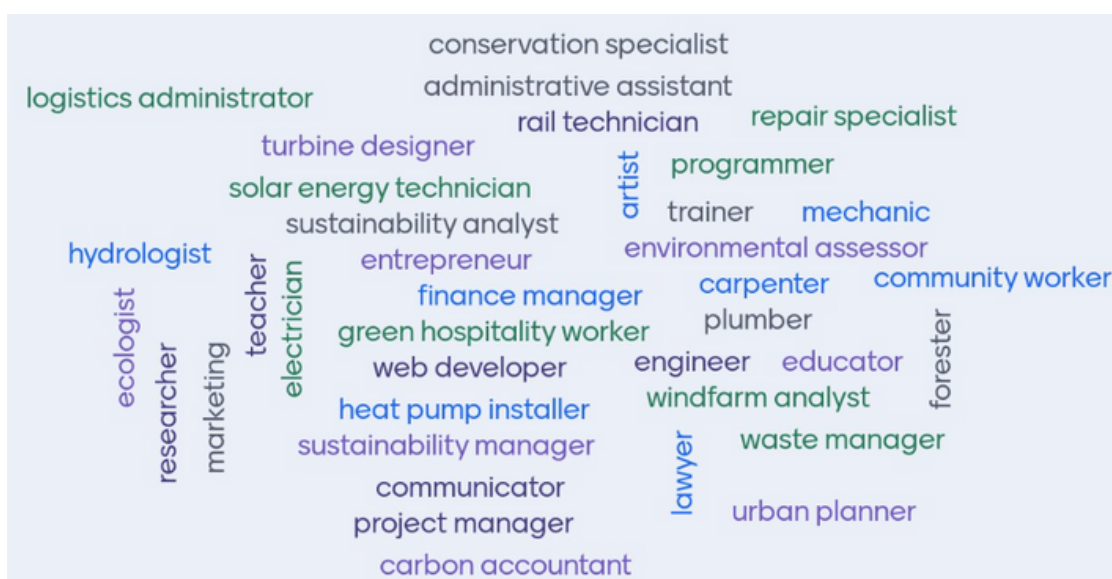 conservation specialist
administrative assistant
logistics administrator
rail technician
repair specialist
turbine designer
artist
programmer
solar energy technician
trainer
mechanic
sustainability analyst
hydrologist
entrepreneur
environmental assessor
teacher
electrician
finance manager
carpenter
community worker
ecologist
green hospitality worker
plumber
forester
researcher
marketing
web developer
engineer
educator
heat pump installer
windfarm analyst
sustainability manager
lawyer
waste manager
communicator
urban planner
project manager
carbon accountant